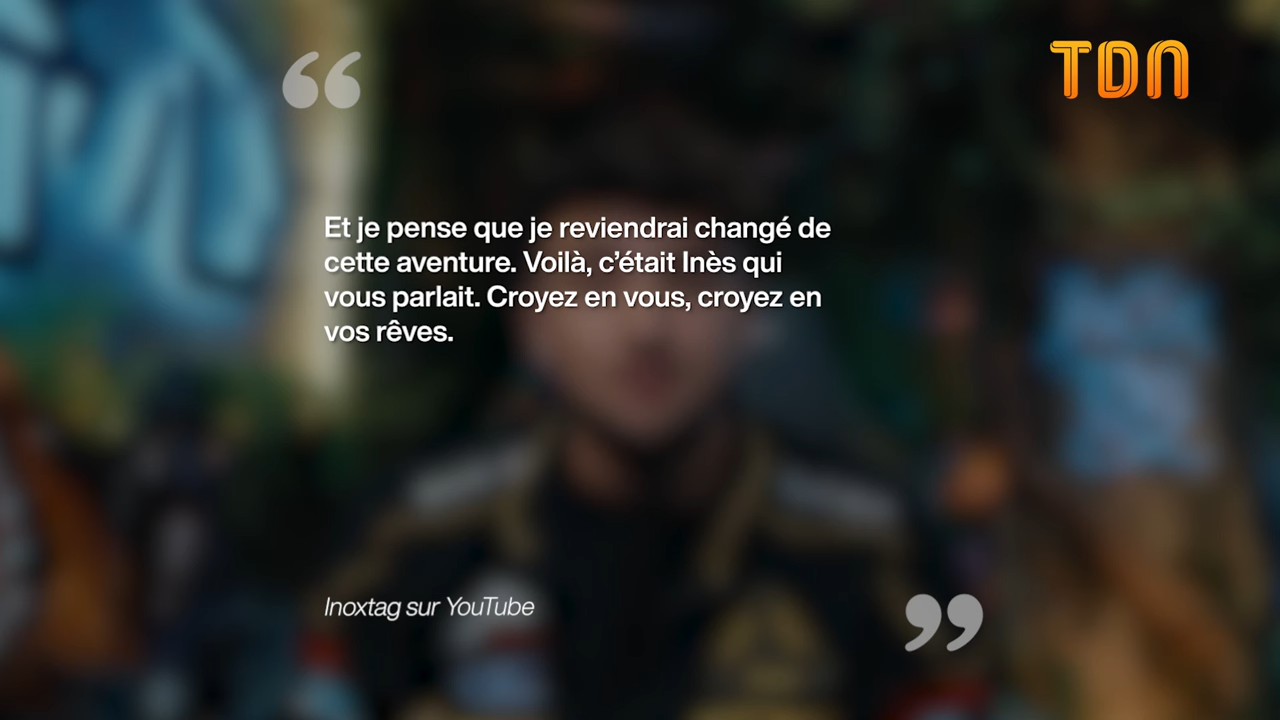 TDN
“
Et je pense que je reviendrai changé de
cette aventure. Voilà, c’était Inès qui
vous parlait. Croyez en vous, croyez en
vos rêves.
Inoxtag sur YouTube
”